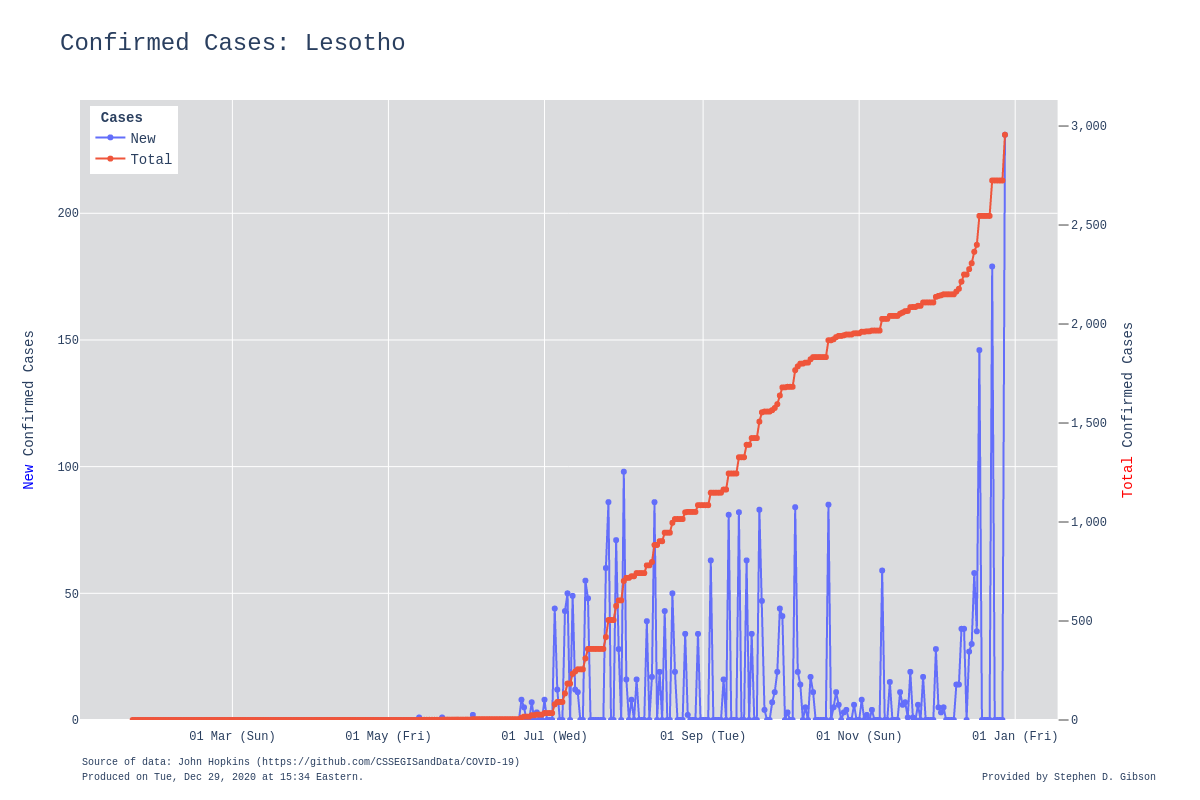 Confirmed Cases: Lesotho
Cases
New
Total
3,000
2,500
2,000
1,500
1,000
500
0
200
150
100
50
0
New Confirmed Cases
Total Confirmed Cases
01 Mar (Sun)
01 May (Fri)
01 Jul (Wed)
01 Sep (Tue)
01 Nov (Sun)
01 Jan (Fri)
Source of data: John Hopkins (https://github.com/CSSEGISandData/COVID-19)
Produced on Tue, Dec 29, 2020 at 15:34 Eastern.
Provided by Stephen D. Gibson